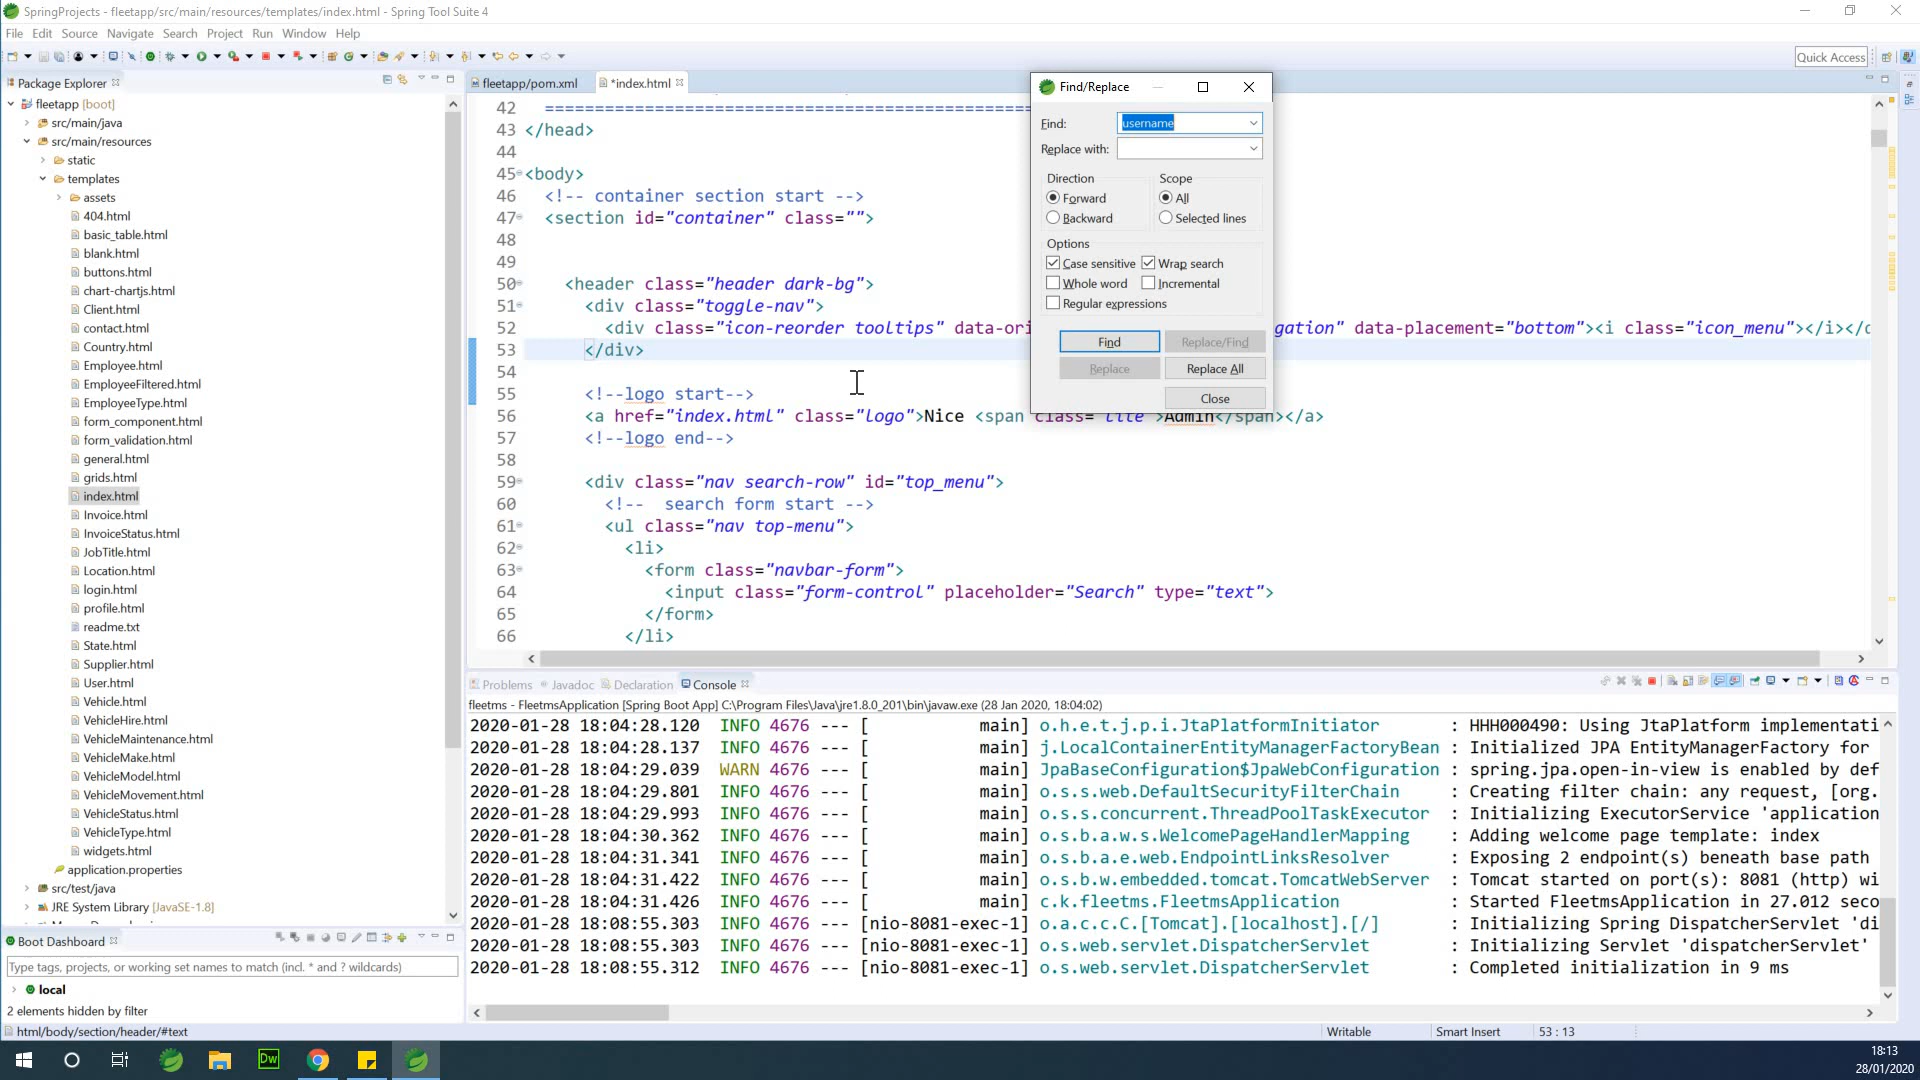 SpringProjects - fleetapp/src/main/resources/templates/index.html - Spring Tool Suite 4
File Edit Source Navigate Search Project Run Window Help
Quick Access
Package Explorer
fleetapp [boot]
src/main/java
src/main/resources
static
templates
assets
404.html
basic_table.html
blank.html
buttons.html
chart-chartjs.html
Client.html
contact.html
Country.html
Employee.html
EmployeeFiltered.html
EmployeeType.html
form_component.html
form_validation.html
general.html
grids.html
index.html
Invoice.html
InvoiceStatus.html
JobTitle.html
Location.html
login.html
profile.html
readme.txt
State.html
Supplier.html
User.html
Vehicle.html
VehicleHire.html
VehicleMaintenance.html
VehicleMake.html
VehicleModel.html
VehicleMovement.html
VehicleStatus.html
VehicleType.html
widgets.html
application.properties
src/test/java
JRE System Library [JavaSE-1.8]
Boot Dashboard
Type tags, projects, or working set names to match (incl. * and ? wildcards)
local
2 elements hidden by filter
fleetapp/pom.xml *index.html
42 ================================================
43 </head>
44
45 <body>
46 <!-- container section start -->
47 <section id="container" class="">
48
49
50 <header class="header dark-bg">
51 <div class="toggle-nav">
52 <div class="icon-reorder tooltips" data-ori gation" data-placement="bottom"><i class="icon_menu"></i></d
53 </div>
54
55 <!--logo start-->
56 <a href="index.html" class="logo">Nice <span class="lite">Admin</span></a>
57 <!--logo end-->
58
59 <div class="nav search-row" id="top_menu">
60 <!--  search form start -->
61 <ul class="nav top-menu">
62 <li>
63 <form class="navbar-form">
64 <input class="form-control" placeholder="Search" type="text">
65 </form>
66 </li>
Find/Replace
Find: username
Replace with:
Direction Scope
Forward All
Backward Selected lines
Options
Case sensitive Wrap search
Whole word Incremental
Regular expressions
Find Replace/Find
Replace Replace All
Close
Problems Javadoc Declaration Console
fleetms - FleetmsApplication [Spring Boot App] C:\Program Files\Java\jre1.8.0_201\bin\javaw.exe (28 Jan 2020, 18:04:02)
2020-01-28 18:04:28.120 INFO 4676 --- [ main] o.h.e.t.j.p.i.JtaPlatformInitiator : HHH000490: Using JtaPlatform implementati
2020-01-28 18:04:28.137 INFO 4676 --- [ main] j.LocalContainerEntityManagerFactoryBean : Initialized JPA EntityManagerFactory for
2020-01-28 18:04:29.039 WARN 4676 --- [ main] JpaBaseConfiguration$JpaWebConfiguration : spring.jpa.open-in-view is enabled by def
2020-01-28 18:04:29.801 INFO 4676 --- [ main] o.s.s.web.DefaultSecurityFilterChain : Creating filter chain: any request, [org.
2020-01-28 18:04:29.993 INFO 4676 --- [ main] o.s.s.concurrent.ThreadPoolTaskExecutor : Initializing ExecutorService 'application
2020-01-28 18:04:30.362 INFO 4676 --- [ main] o.s.b.a.w.s.WelcomePageHandlerMapping : Adding welcome page template: index
2020-01-28 18:04:31.341 INFO 4676 --- [ main] o.s.b.a.e.web.EndpointLinksResolver : Exposing 2 endpoint(s) beneath base path
2020-01-28 18:04:31.422 INFO 4676 --- [ main] o.s.b.w.embedded.tomcat.TomcatWebServer : Tomcat started on port(s): 8081 (http) wi
2020-01-28 18:04:31.426 INFO 4676 --- [ main] c.k.fleetms.FleetmsApplication : Started FleetmsApplication in 27.012 seco
2020-01-28 18:08:55.303 INFO 4676 --- [nio-8081-exec-1] o.a.c.c.C.[Tomcat].[localhost].[/] : Initializing Spring DispatcherServlet 'di
2020-01-28 18:08:55.303 INFO 4676 --- [nio-8081-exec-1] o.s.web.servlet.DispatcherServlet : Initializing Servlet 'dispatcherServlet'
2020-01-28 18:08:55.312 INFO 4676 --- [nio-8081-exec-1] o.s.web.servlet.DispatcherServlet : Completed initialization in 9 ms
html/body/section/header/#text Writable Smart Insert 53 : 13
Dw
18:13
28/01/2020